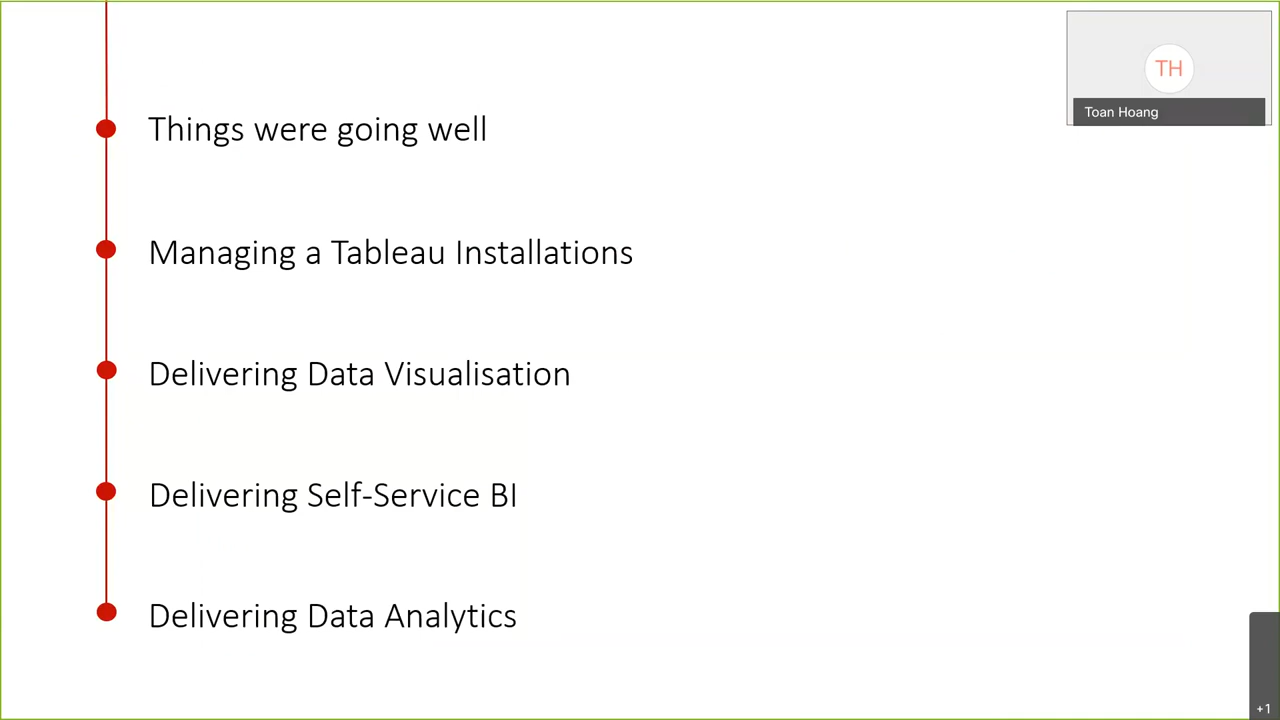 TH
Toan Hoang
Things were going well
Managing a Tableau Installations
Delivering Data Visualisation
Delivering Self-Service BI
Delivering Data Analytics
+1